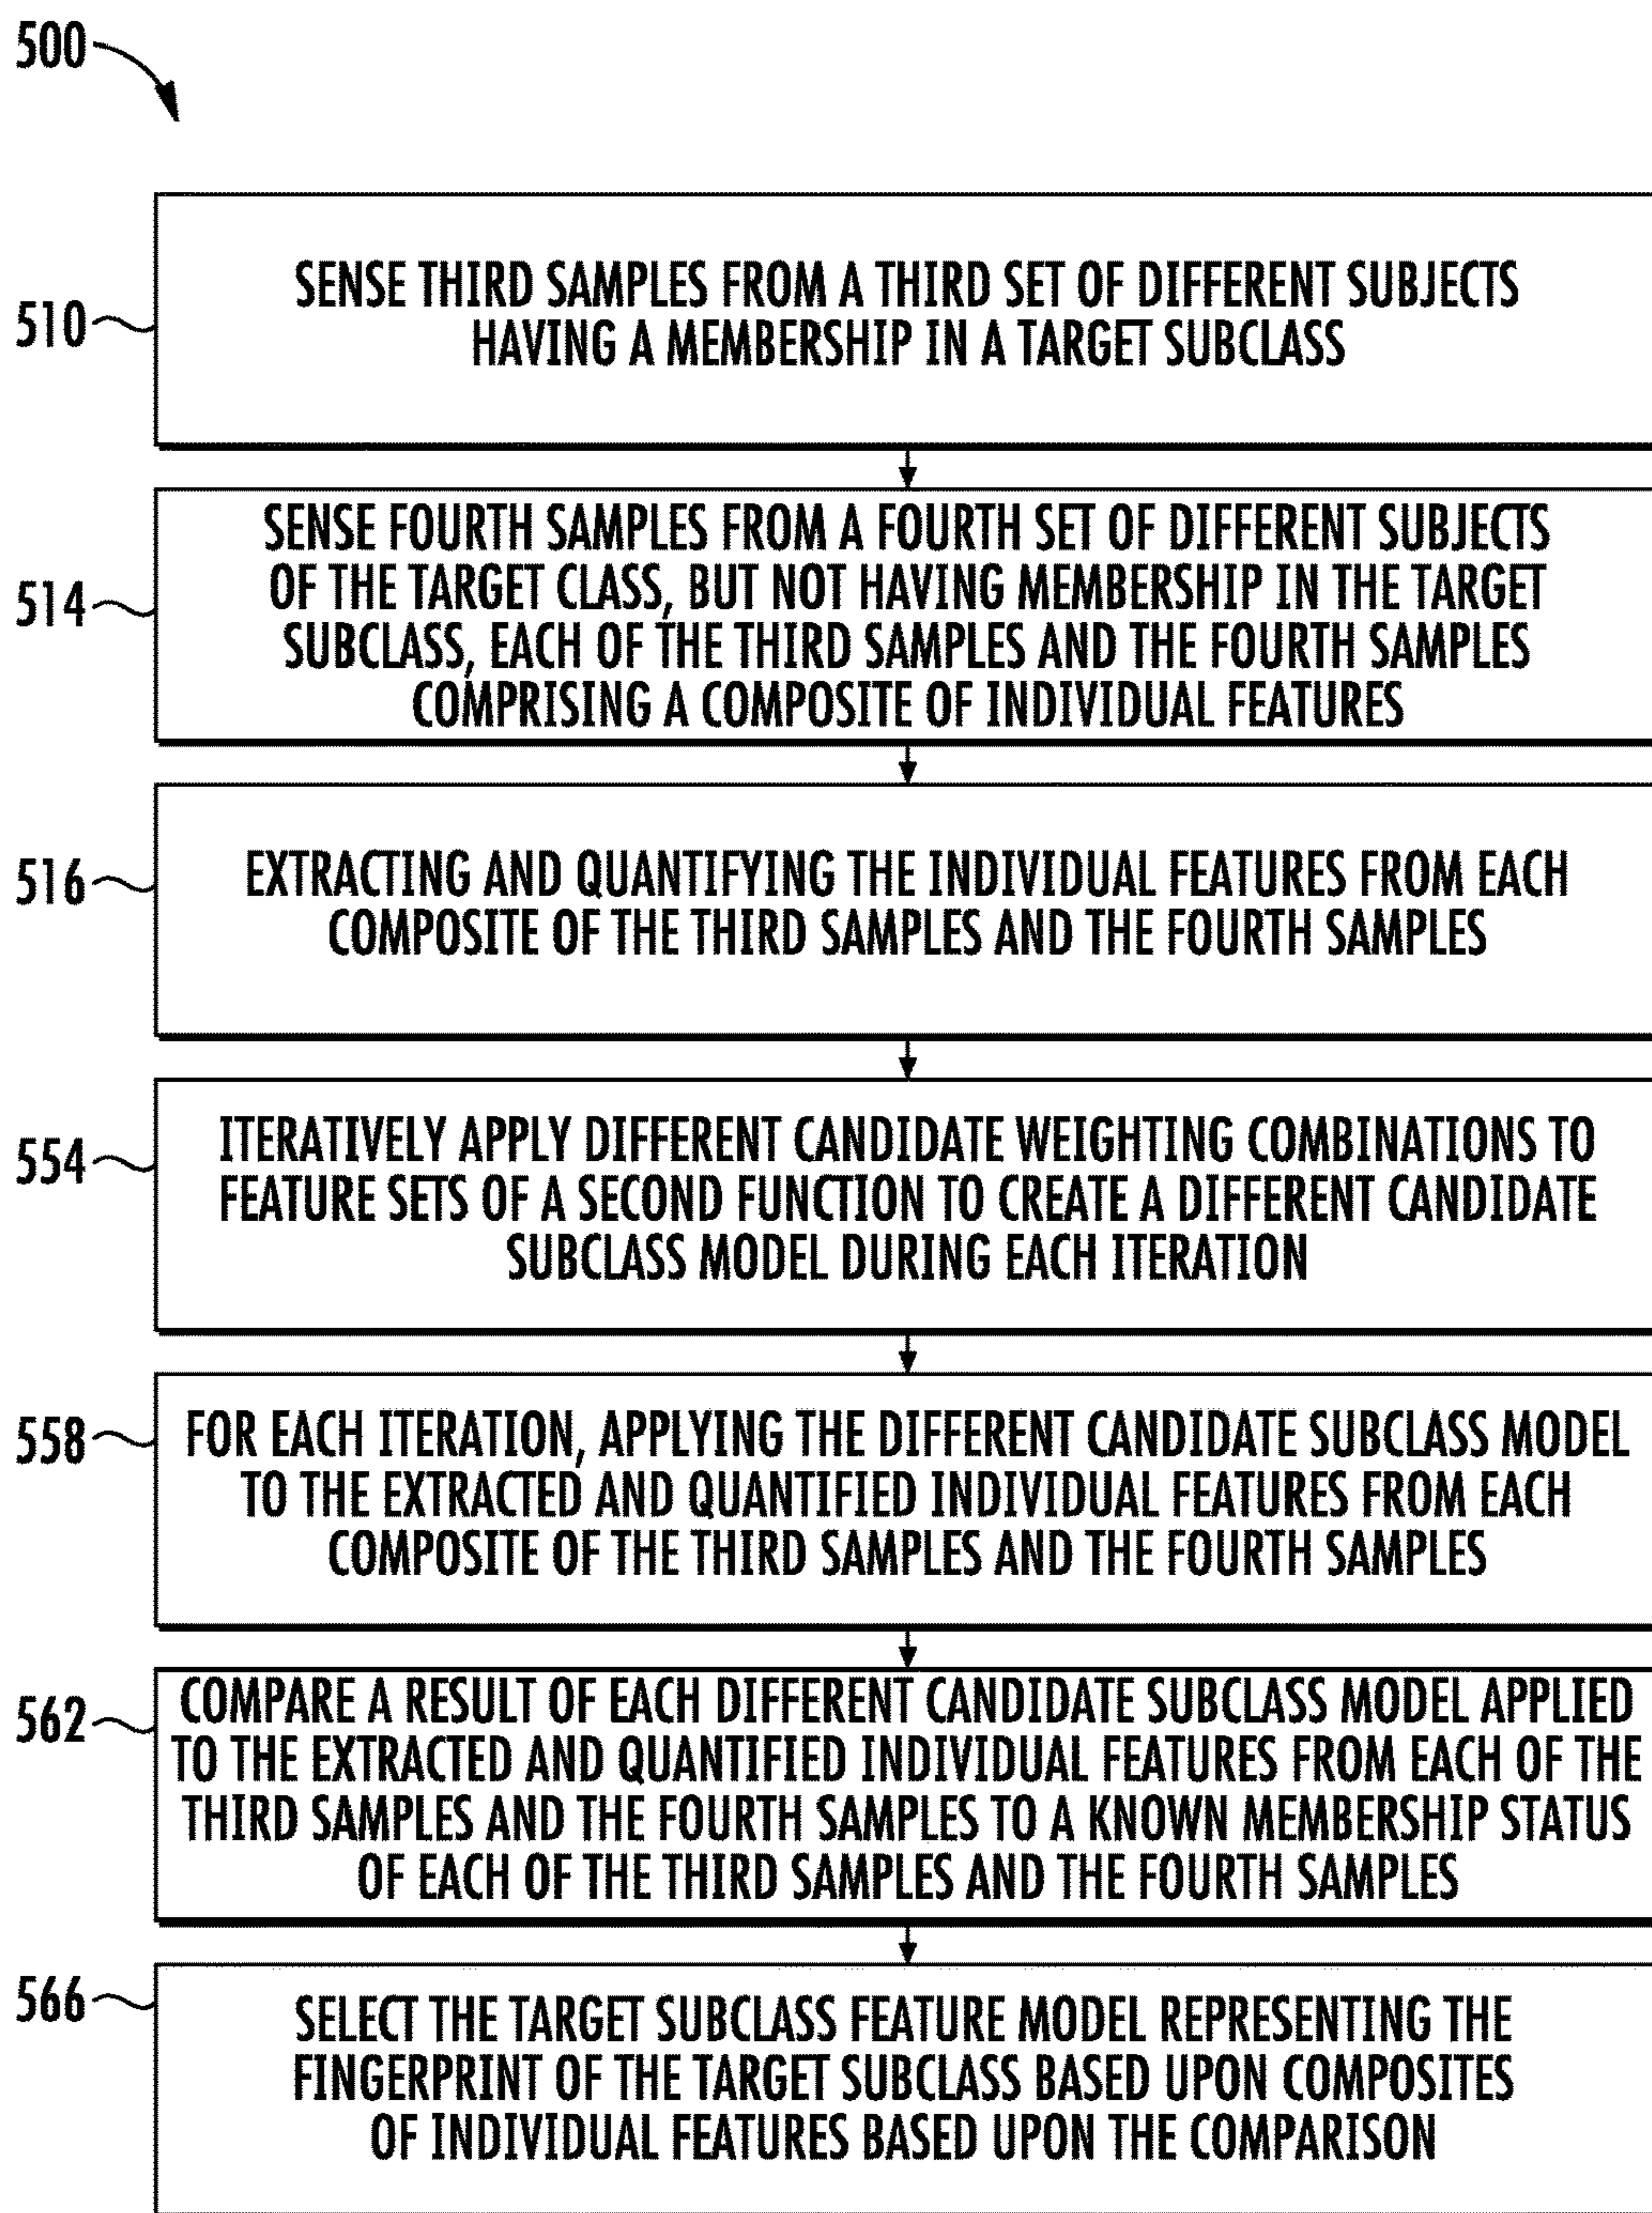 500
510
SENSE THIRD SAMPLES FROM A THIRD SET OF DIFFERENT SUBJECTS
HAVING A MEMBERSHIP IN A TARGET SUBCLASS
514
SENSE FOURTH SAMPLES FROM A FOURTH SET OF DIFFERENT SUBJECTS
OF THE TARGET CLASS, BUT NOT HAVING MEMBERSHIP IN THE TARGET
SUBCLASS, EACH OF THE THIRD SAMPLES AND THE FOURTH SAMPLES
COMPRISING A COMPOSITE OF INDIVIDUAL FEATURES
516
EXTRACTING AND QUANTIFYING THE INDIVIDUAL FEATURES FROM EACH
COMPOSITE OF THE THIRD SAMPLES AND THE FOURTH SAMPLES
554
ITERATIVELY APPLY DIFFERENT CANDIDATE WEIGHTING COMBINATIONS TO
FEATURE SETS OF A SECOND FUNCTION TO CREATE A DIFFERENT CANDIDATE
SUBCLASS MODEL DURING EACH ITERATION
558
FOR EACH ITERATION, APPLYING THE DIFFERENT CANDIDATE SUBCLASS MODEL
TO THE EXTRACTED AND QUANTIFIED INDIVIDUAL FEATURES FROM EACH
COMPOSITE OF THE THIRD SAMPLES AND THE FOURTH SAMPLES
562
COMPARE A RESULT OF EACH DIFFERENT CANDIDATE SUBCLASS MODEL APPLIED
TO THE EXTRACTED AND QUANTIFIED INDIVIDUAL FEATURES FROM EACH OF THE
THIRD SAMPLES AND THE FOURTH SAMPLES TO A KNOWN MEMBERSHIP STATUS
OF EACH OF THE THIRD SAMPLES AND THE FOURTH SAMPLES
566
SELECT THE TARGET SUBCLASS FEATURE MODEL REPRESENTING THE
FINGERPRINT OF THE TARGET SUBCLASS BASED UPON COMPOSITES
OF INDIVIDUAL FEATURES BASED UPON THE COMPARISON